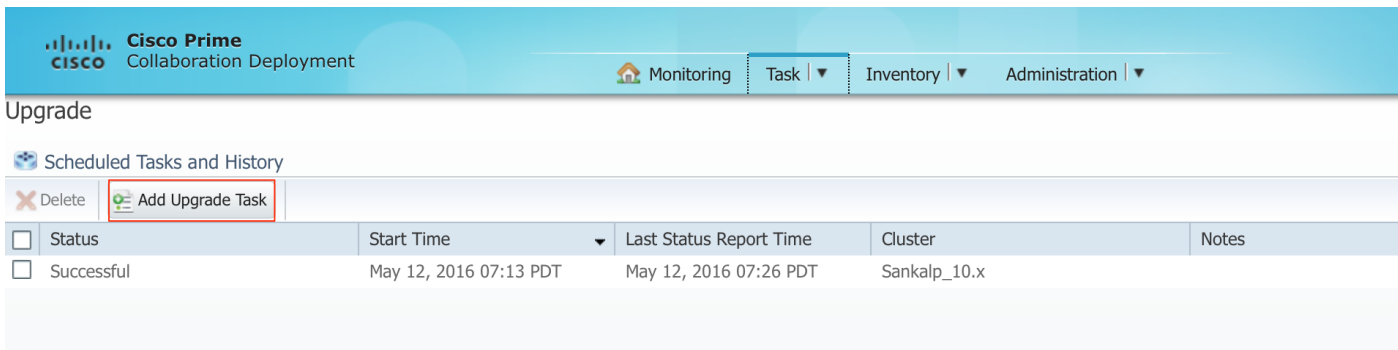 Cisco Prime
CISCO Collaboration Deployment
Monitoring Task Inventory Administration
Upgrade
Scheduled Tasks and History
Delete Add Upgrade Task
Status Start Time Last Status Report Time Cluster Notes
Successful May 12, 2016 07:13 PDT May 12, 2016 07:26 PDT Sankalp_10.x